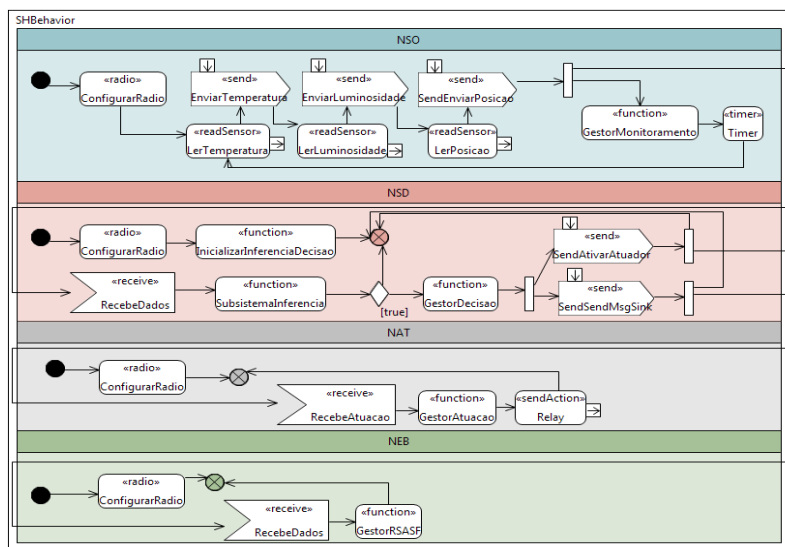 SHBehavior
NSO
«radio»
ConfigurarRadio
«send»
EnviarTemperatura
«send»
EnviarLuminosidade
«send»
SendEnviarPosicao
«readSensor»
LerTemperatura
«readSensor»
LerLuminosidade
«readSensor»
LerPosicao
«function»
GestorMonitoramento
«timer»
Timer
NSD
«radio»
ConfigurarRadio
«function»
InicializarInferenciaDecisao
«send»
SendAtivarAtuador
«receive»
RecebeDados
«function»
SubsistemaInferencia
[true]
«function»
GestorDecisao
«send»
SendSendMsgSink
NAT
«radio»
ConfigurarRadio
«receive»
RecebeAtuacao
«function»
GestorAtuacao
«sendAction»
Relay
NEB
«radio»
ConfigurarRadio
«receive»
RecebeDados
«function»
GestorRSASF